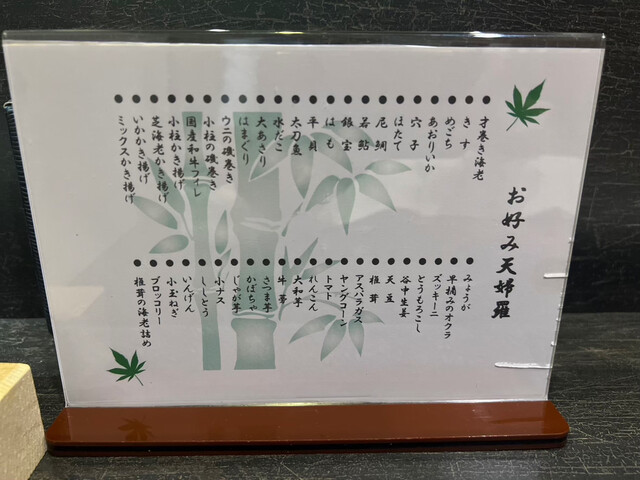 お好み天婦羅
● 才巻き海老
● きす
● めごち
● あおりいか
● 穴子
● ほたて
● 尼鯛
● 若鮎
● 銀宝
● はも
● 平貝
● 太刀魚
● 水だこ
● 大あさり
● はまぐり
● ウニの磯巻き
● 小柱の磯巻き
● 国産和牛フィレ
● 小柱かき揚げ
● 芝海老かき揚げ
● いかかき揚げ
● ミックスかき揚げ
● みょうが
● 早摘みのオクラ
● ズッキーニ
● とうもろこし
● 谷中生姜
● 天豆
● 椎茸
● アスパラガス
● ヤングコーン
● トマト
● れんこん
● 大和芋
● 牛蒡
● さつま芋
● かぼちゃ
● じゃが芋
● 小ナス
● ししとう
● いんげん
● 小玉ねぎ
● ブロッコリー
● 椎茸の海老詰め